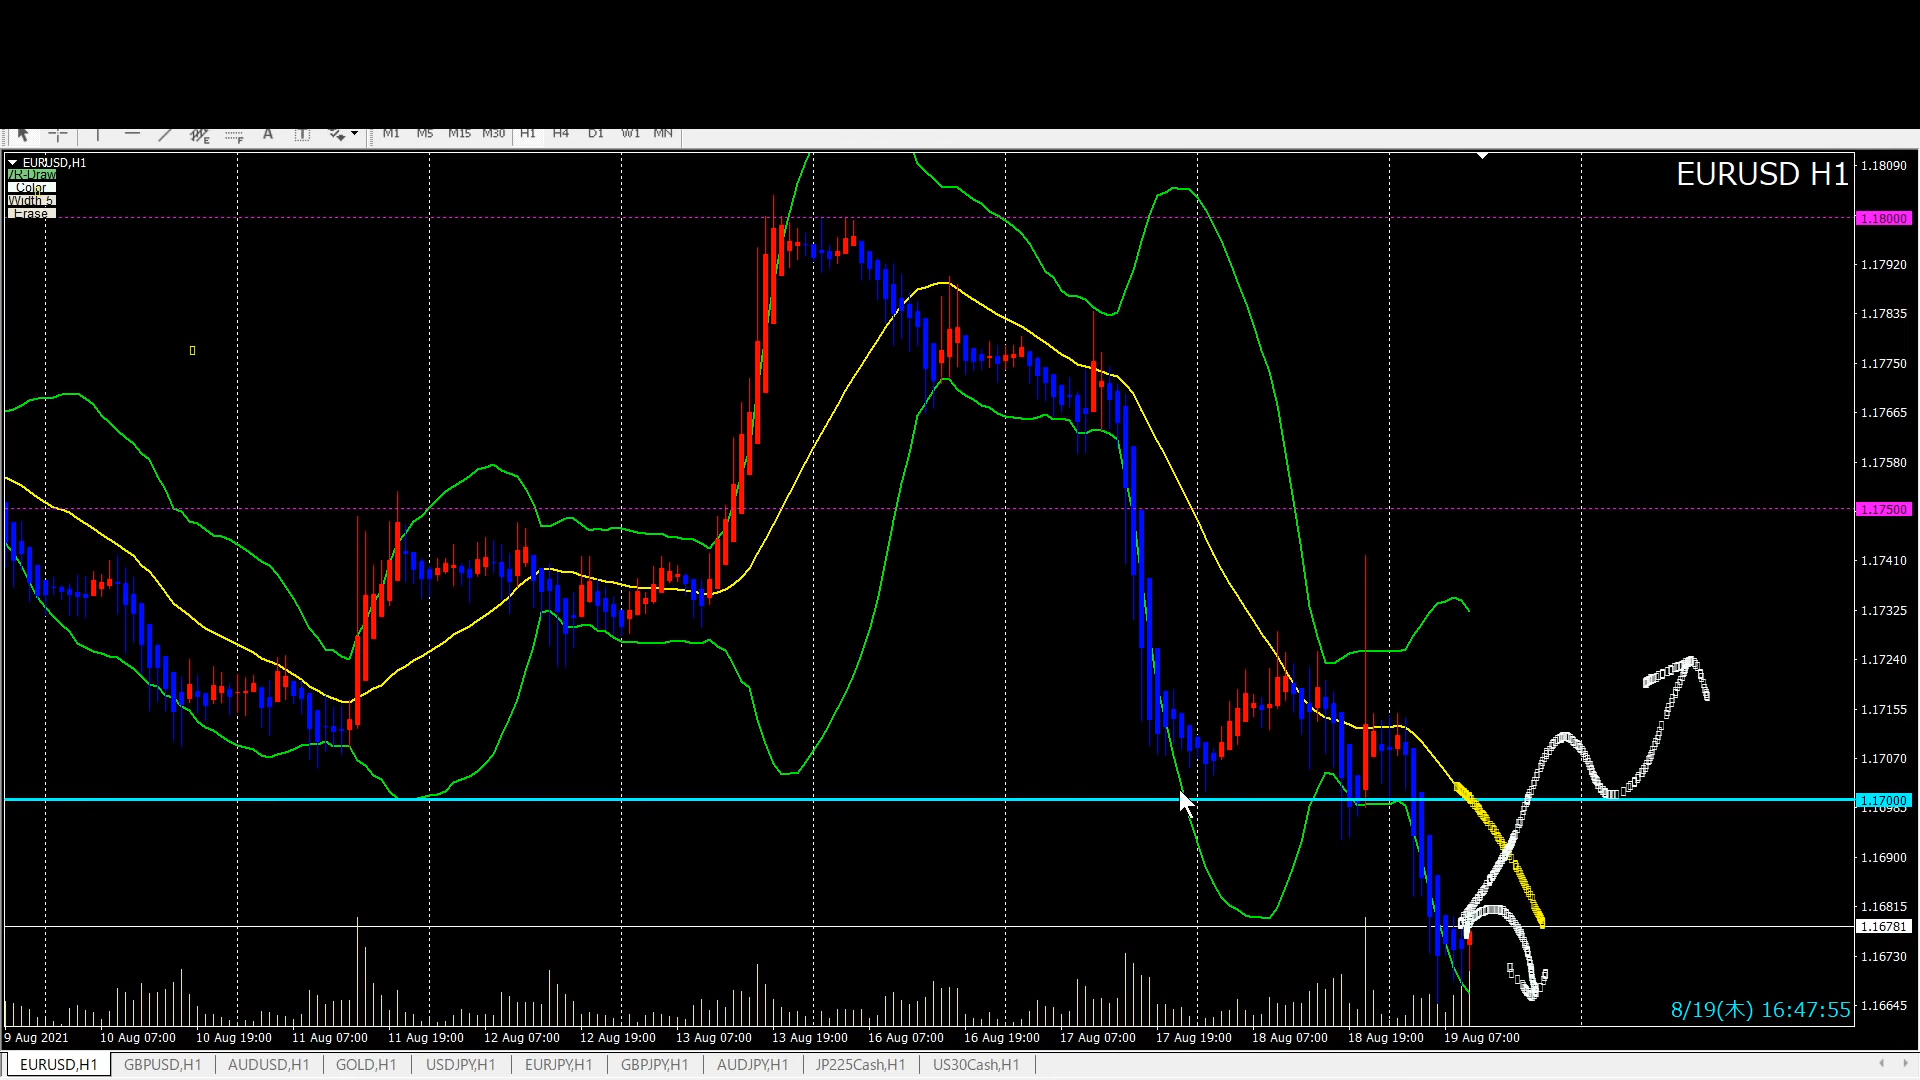 M1 M5 M15 M30 H1 H4 D1 W1 MN
EURUSD,H1
EURUSD H1
/R-Draw
Color
Width 5
Erase
1.18090
1.18000
1.17920
1.17835
1.17750
1.17665
1.17580
1.17500
1.17410
1.17325
1.17240
1.17155
1.17070
1.17000
1.16985
1.16900
1.16815
1.16781
1.16730
1.16645
8/19(木) 16:47:55
9 Aug 2021 10 Aug 07:00 10 Aug 19:00 11 Aug 07:00 11 Aug 19:00 12 Aug 07:00 12 Aug 19:00 13 Aug 07:00 13 Aug 19:00 16 Aug 07:00 16 Aug 19:00 17 Aug 07:00 17 Aug 19:00 18 Aug 07:00 18 Aug 19:00 19 Aug 07:00
EURUSD,H1 GBPUSD,H1 AUDUSD,H1 GOLD,H1 USDJPY,H1 EURJPY,H1 GBPJPY,H1 AUDJPY,H1 JP225Cash,H1 US30Cash,H1